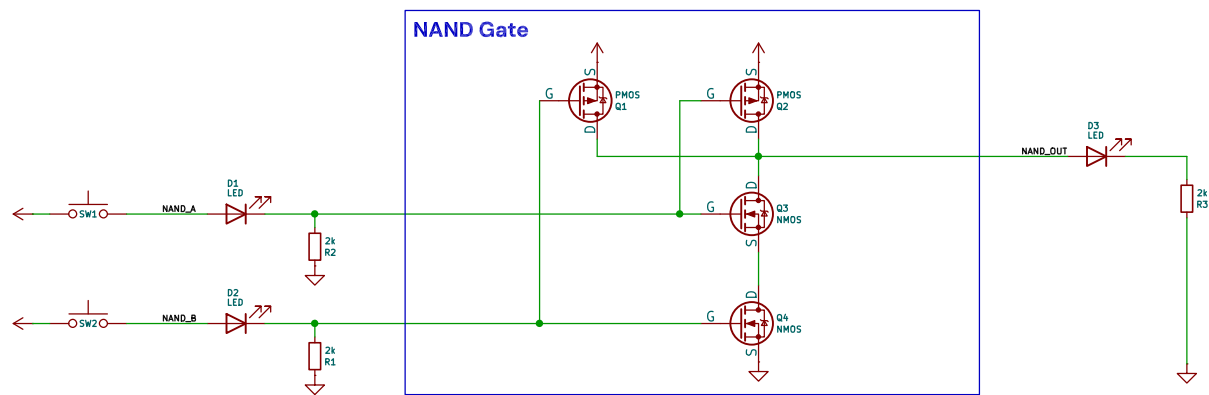 NAND Gate
S
G
PMOS
Q1
D
S
G
PMOS
Q2
D
NAND_OUT
D3
LED
2k
R3
SW1
NAND_A
D1
LED
2k
R2
D
G
Q3
NMOS
S
SW2
NAND_B
D2
LED
2k
R1
D
G
Q4
NMOS
S